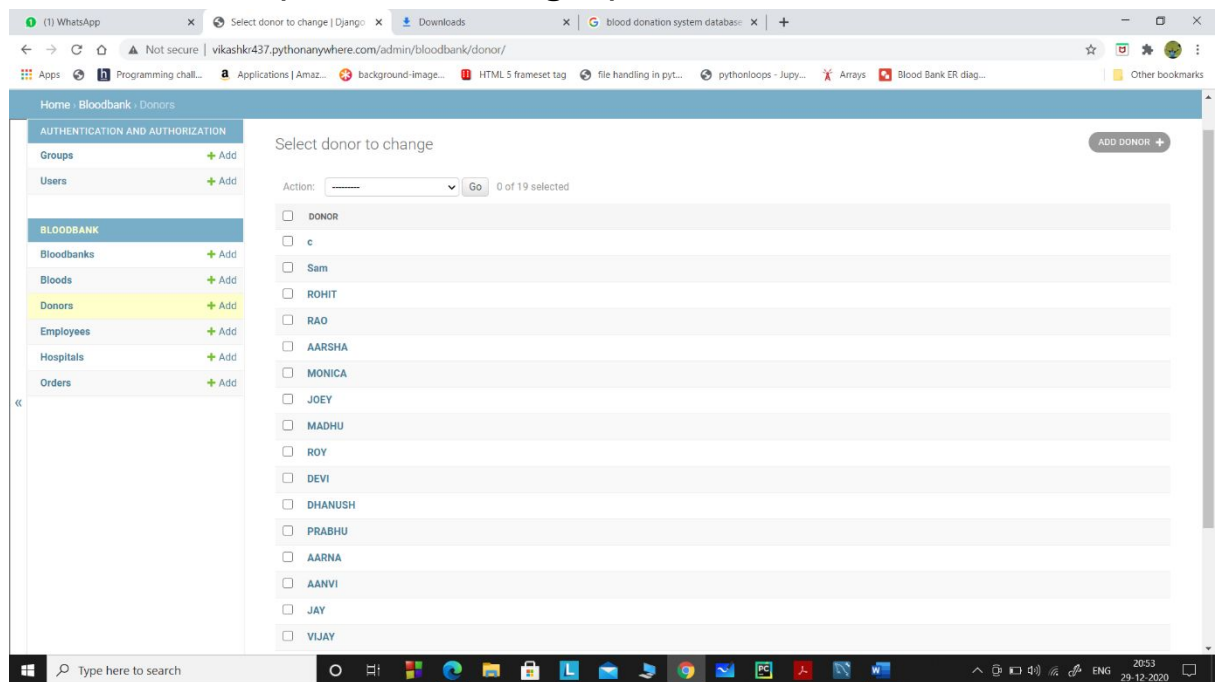 (1) WhatsApp
Select donor to change | Django
Downloads
blood donation system database
Not secure | vikashkr437.pythonanywhere.com/admin/bloodbank/donor/
Apps
Programming chall...
Applications | Amaz...
background-image...
HTML 5 frameset tag
file handling in pyt...
pythonloops - Jupy...
Arrays
Blood Bank ER diag...
Other bookmarks
Home › Bloodbank › Donors
AUTHENTICATION AND AUTHORIZATION
Groups + Add
Users + Add
BLOODBANK
Bloodbanks + Add
Bloods + Add
Donors + Add
Employees + Add
Hospitals + Add
Orders + Add
«
Select donor to change
ADD DONOR +
Action: --------- Go 0 of 19 selected
DONOR
c
Sam
ROHIT
RAO
AARSHA
MONICA
JOEY
MADHU
ROY
DEVI
DHANUSH
PRABHU
AARNA
AANVI
JAY
VIJAY
Type here to search
L
PC
W
ENG
20:53
29-12-2020